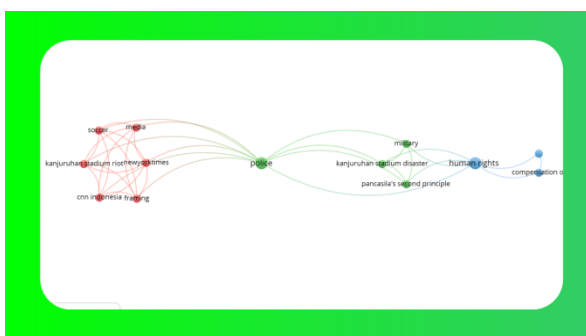 soccer
media
kanjuruhan stadium riot
newyorktimes
cnn indonesia
framing
police
military
kanjuruhan stadium disaster
pancasila's second principle
human rights
compensation o